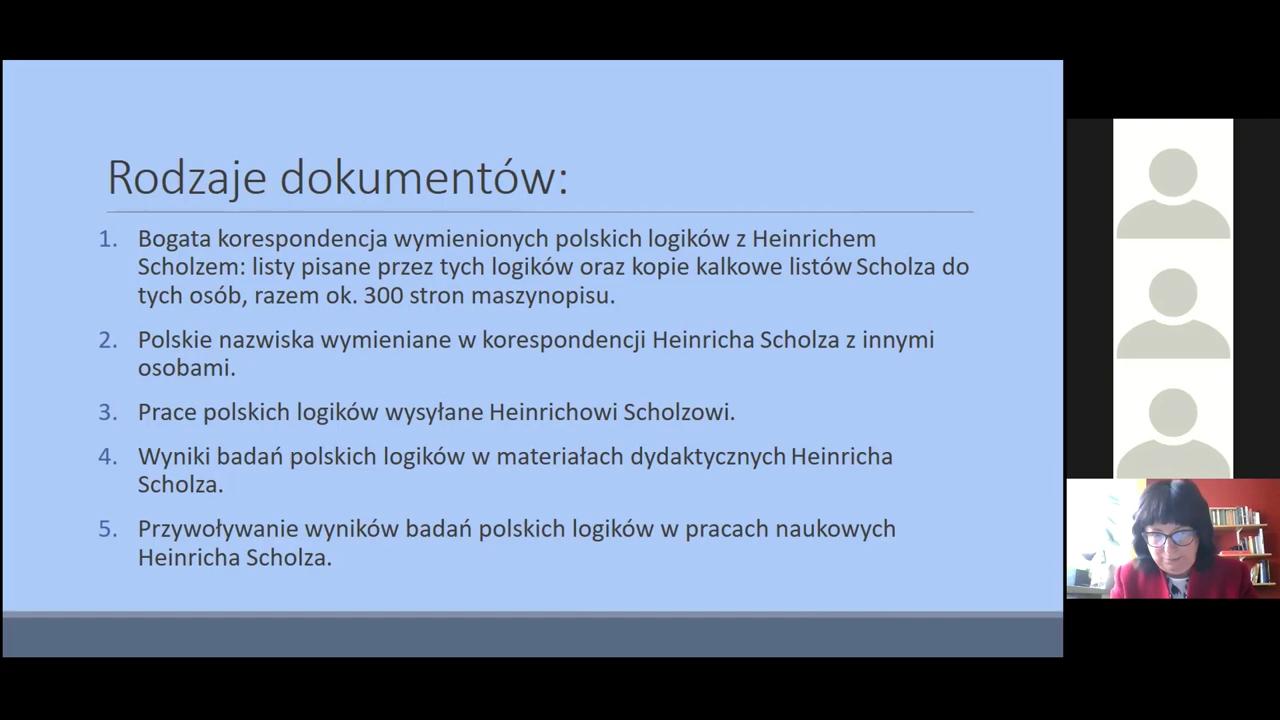 Rodzaje dokumentów:
1. Bogata korespondencja wymienionych polskich logików z Heinrichem
Scholzem: listy pisane przez tych logików oraz kopie kalkowe listów Scholza do
tych osób, razem ok. 300 stron maszynopisu.
2. Polskie nazwiska wymieniane w korespondencji Heinricha Scholza z innymi
osobami.
3. Prace polskich logików wysyłane Heinrichowi Scholzowi.
4. Wyniki badań polskich logików w materiałach dydaktycznych Heinricha
Scholza.
5. Przywoływanie wyników badań polskich logików w pracach naukowych
Heinricha Scholza.